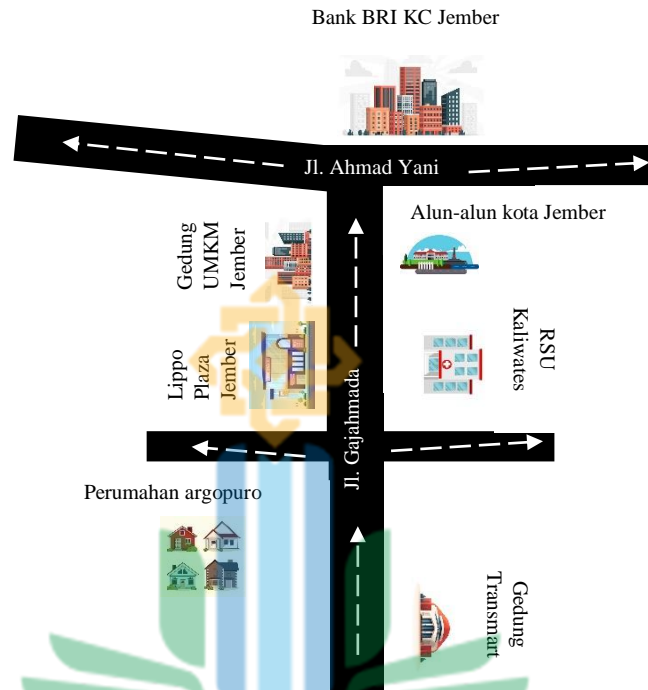 Bank BRI KC Jember
Jl. Ahmad Yani
Alun-alun kota Jember
Gedung
UMKM
Jember
RSU
Kaliwates
Lippo
Plaza
Jember
Jl. Gajahmada
Perumahan argopuro
Gedung
Transmart